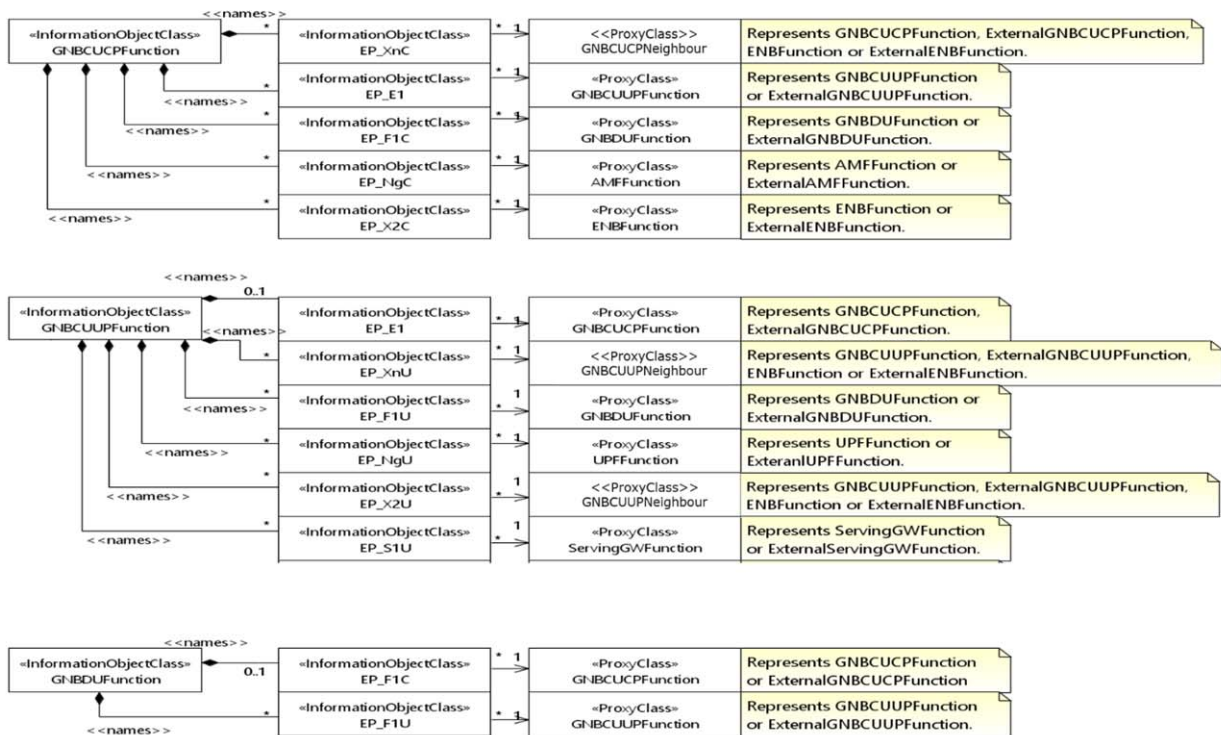 <<names>>
«InformationObjectClass»
GNBCUCPFunction
*
«InformationObjectClass»
EP_XnC
* 1
<<ProxyClass>>
GNBCUCPNeighbour
Represents GNBCUCPFunction, ExternalGNBCUCPFunction,
ENBFunction or ExternalENBFunction.
<<names>>
*
«InformationObjectClass»
EP_E1
* 1
«ProxyClass»
GNBCUUPFunction
Represents GNBCUUPFunction
or ExternalGNBCUUPFunction.
<<names>>
*
«InformationObjectClass»
EP_F1C
* 1
«ProxyClass»
GNBDUFunction
Represents GNBDUFunction or
ExternalGNBDUFunction.
<<names>>
*
«InformationObjectClass»
EP_NgC
* 1
«ProxyClass»
AMFFunction
Represents AMFFunction or
ExternalAMFFunction.
<<names>>
*
«InformationObjectClass»
EP_X2C
* 1
«ProxyClass»
ENBFunction
Represents ENBFunction or
ExternalENBFunction.
<<names>>
«InformationObjectClass»
GNBCUUPFunction
0..1
«InformationObjectClass»
EP_E1
* 1
«ProxyClass»
GNBCUCPFunction
Represents GNBCUCPFunction,
ExternalGNBCUCPFunction.
<<names>>
*
«InformationObjectClass»
EP_XnU
* 1
<<ProxyClass>>
GNBCUUPNeighbour
Represents GNBCUUPFunction, ExternalGNBCUUPFunction,
ENBFunction or ExternalENBFunction.
<<names>>
*
«InformationObjectClass»
EP_F1U
* 1
«ProxyClass»
GNBDUFunction
Represents GNBDUFunction or
ExternalGNBDUFunction.
<<names>>
*
«InformationObjectClass»
EP_NgU
* 1
«ProxyClass»
UPFFunction
Represents UPFFunction or
ExteranlUPFFunction.
<<names>>
*
«InformationObjectClass»
EP_X2U
* 1
<<ProxyClass>>
GNBCUUPNeighbour
Represents GNBCUUPFunction, ExternalGNBCUUPFunction,
ENBFunction or ExternalENBFunction.
<<names>>
*
«InformationObjectClass»
EP_S1U
* 1
«ProxyClass»
ServingGWFunction
Represents ServingGWFunction
or ExternalServingGWFunction.
<<names>>
«InformationObjectClass»
GNBDUFunction
0..1
«InformationObjectClass»
EP_F1C
* 1
«ProxyClass»
GNBCUCPFunction
Represents GNBCUCPFunction
or ExternalGNBCUCPFunction
<<names>>
*
«InformationObjectClass»
EP_F1U
* 1
«ProxyClass»
GNBCUUPFunction
Represents GNBCUUPFunction
or ExternalGNBCUUPFunction.